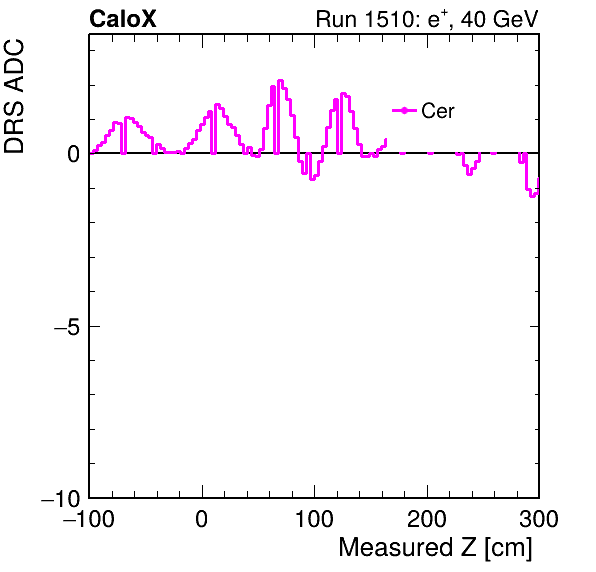 CaloX
Run 1510: e+, 40 GeV
DRS ADC
Cer
0
−5
−10
−100 0 100 200 300
Measured Z [cm]